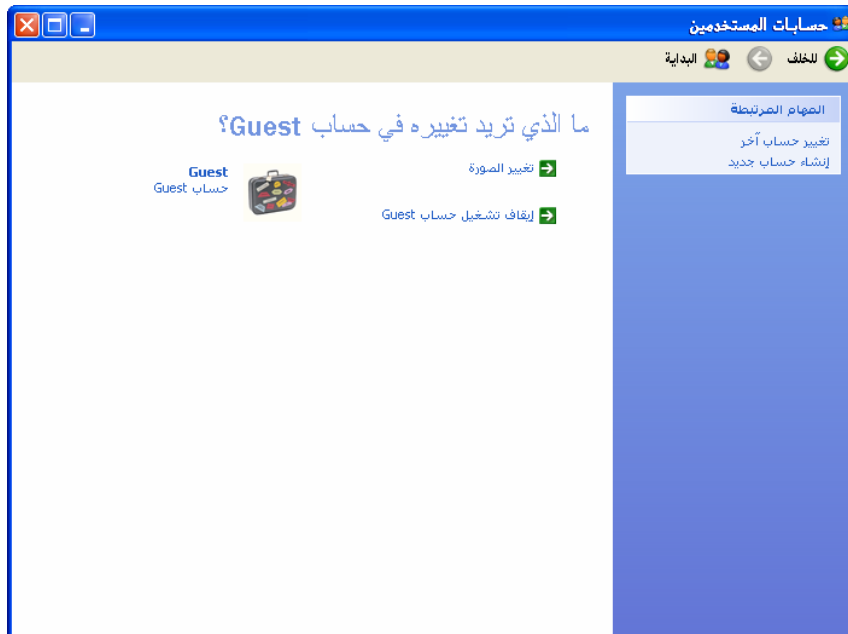 حسابات المستخدمين
للخلف البداية
المهام المرتبطة
تغيير حساب آخر
إنشاء حساب جديد
ما الذي تريد تغييره في حساب Guest؟
تغيير الصورة
إيقاف تشغيل حساب Guest
Guest
حساب Guest